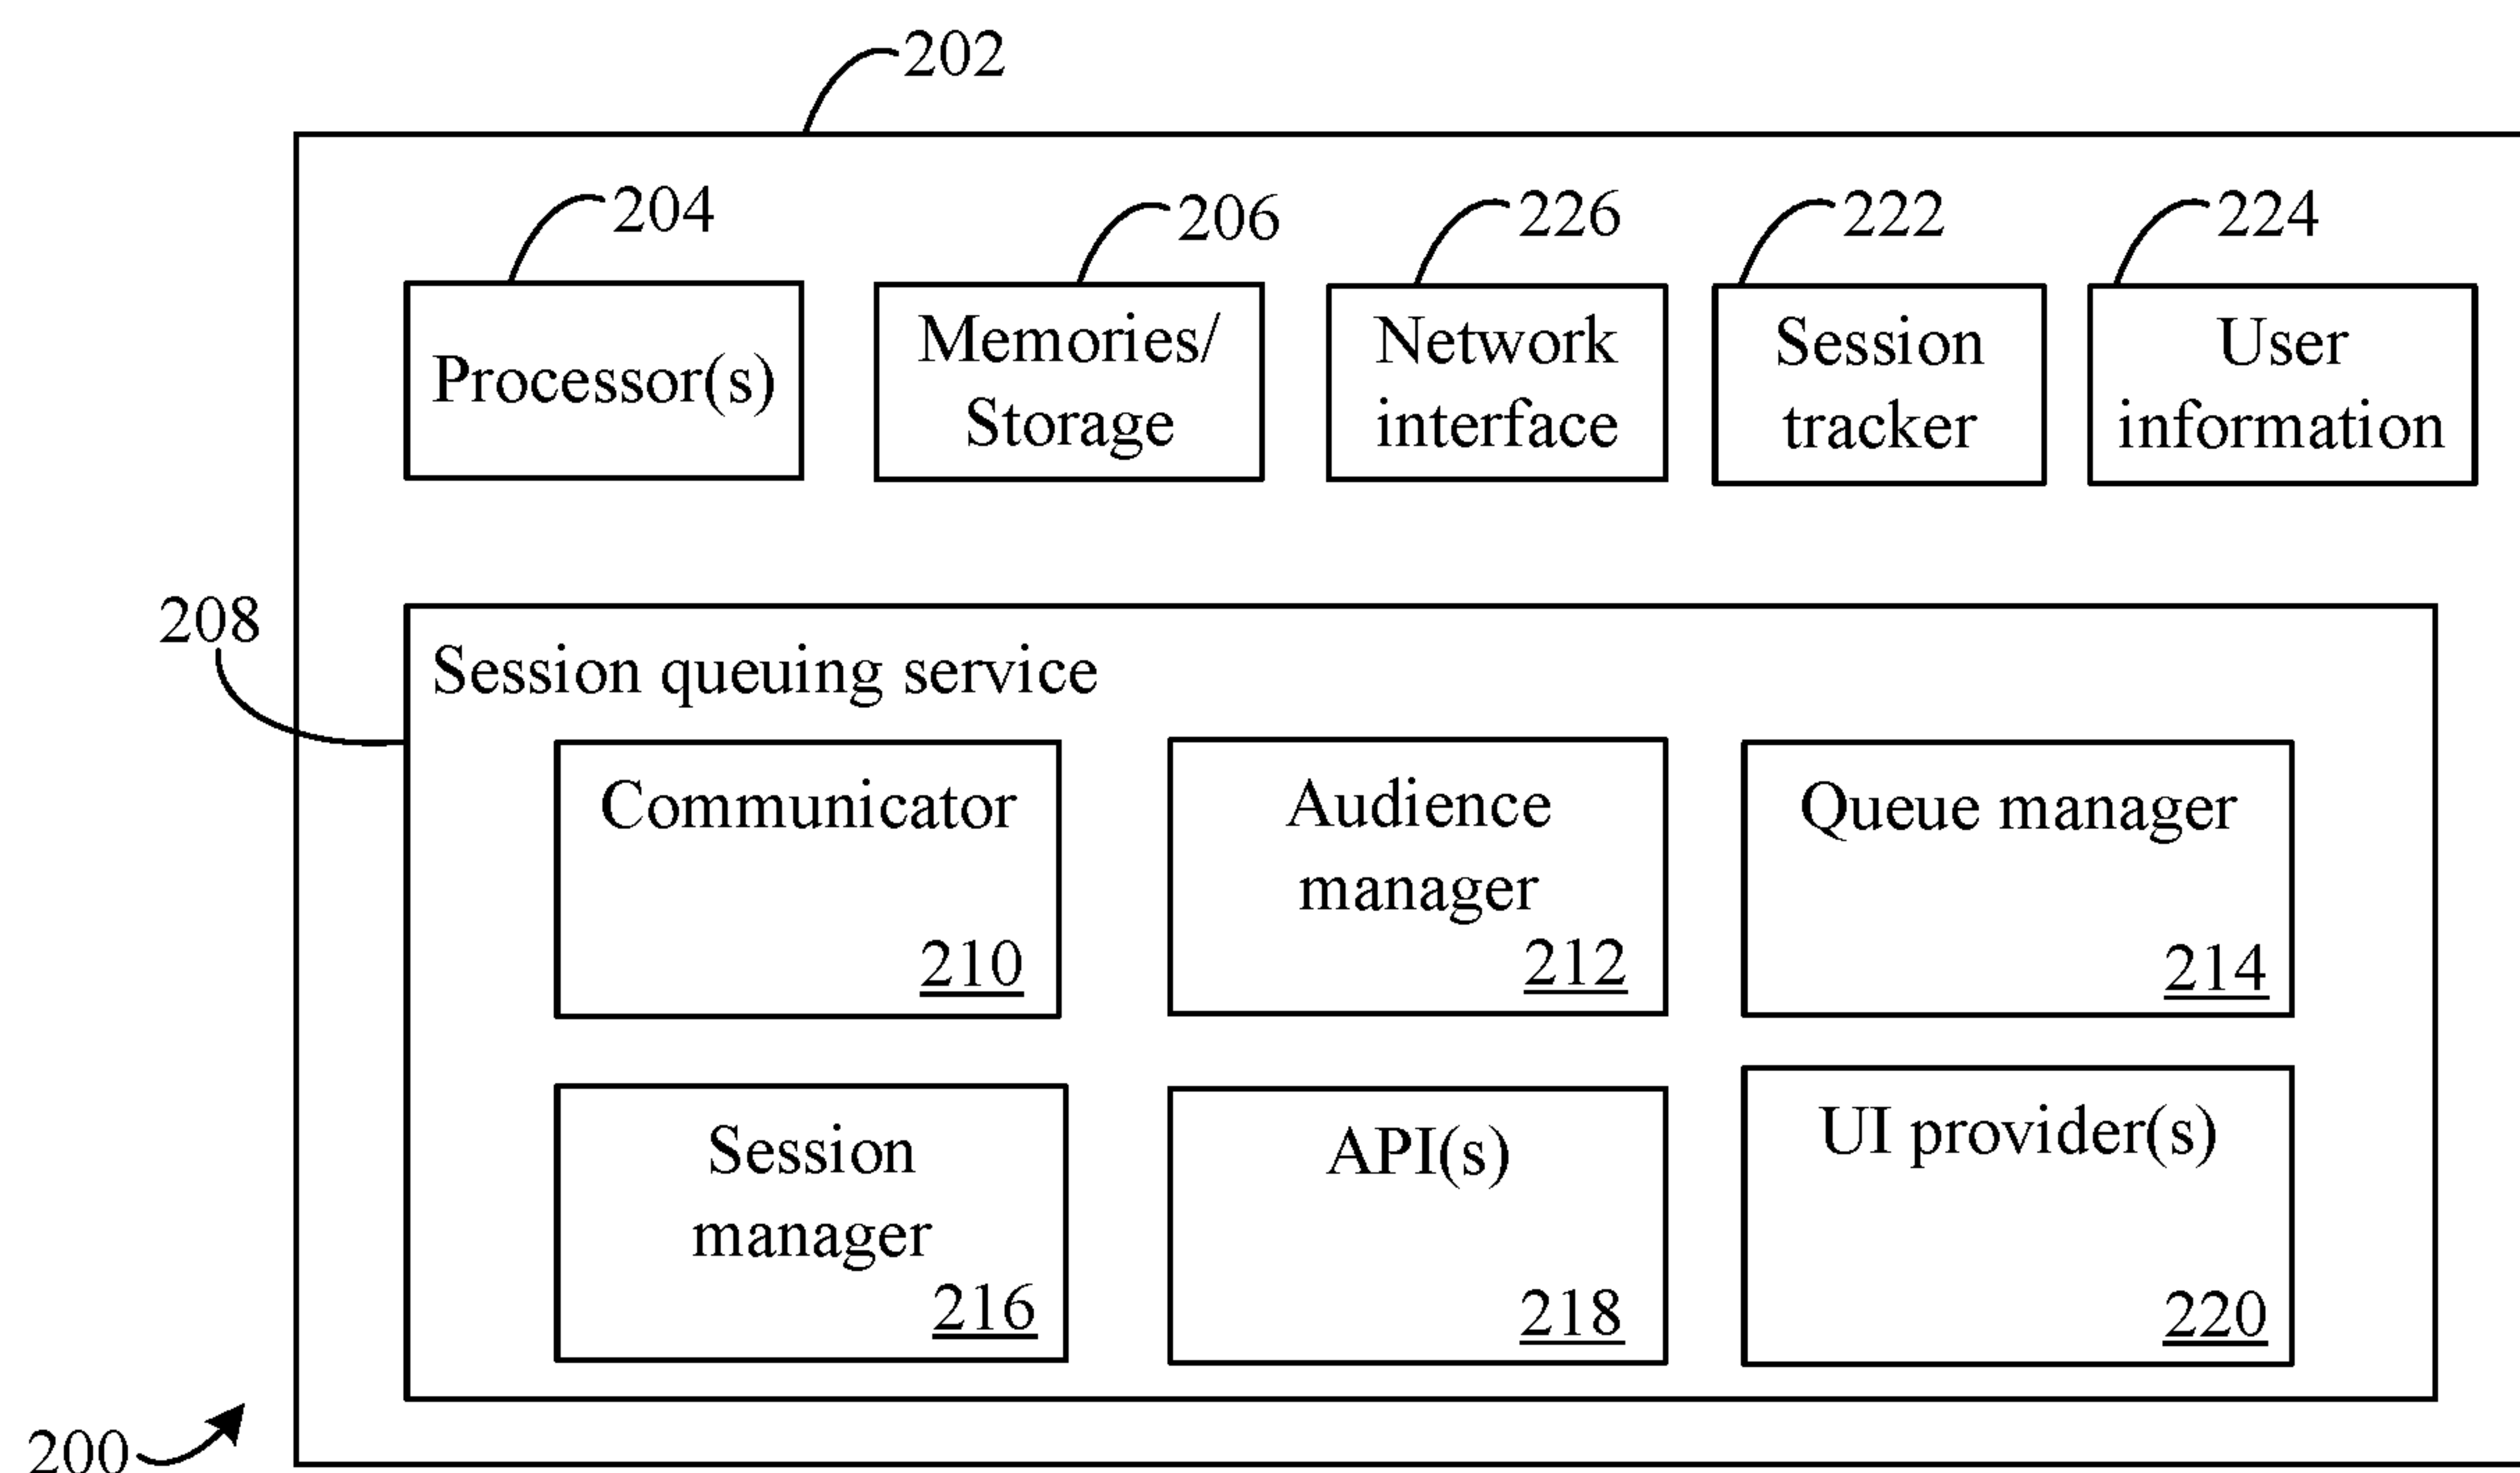 202
204
206
226
222
224
Processor(s)
Memories/
Storage
Network
interface
Session
tracker
User
information
208
Session queuing service
Communicator
210
Audience
manager
212
Queue manager
214
Session
manager
216
API(s)
218
UI provider(s)
220
200